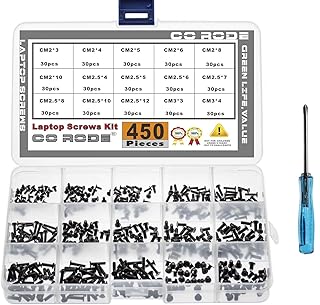 CO RODE
CM2*3 CM2*4 CM2*5 CM2*6 CM2*8
30pcs 30pcs 30pcs 30pcs 30pcs
CM2*10 CM2.5*4 CM2.5*5 CM2.5*6 CM2.5*7
30pcs 30pcs 30pcs 30pcs 30pcs
CM2.5*8 CM2.5*10 CM2.5*12 CM3*3 CM3*4
30pcs 30pcs 30pcs 30pcs 30pcs
LAPTOP SCREWS
GREEN LIFE,VALUE
Laptop Screws Kit
CO RODE
450
Pieces
100%
100%